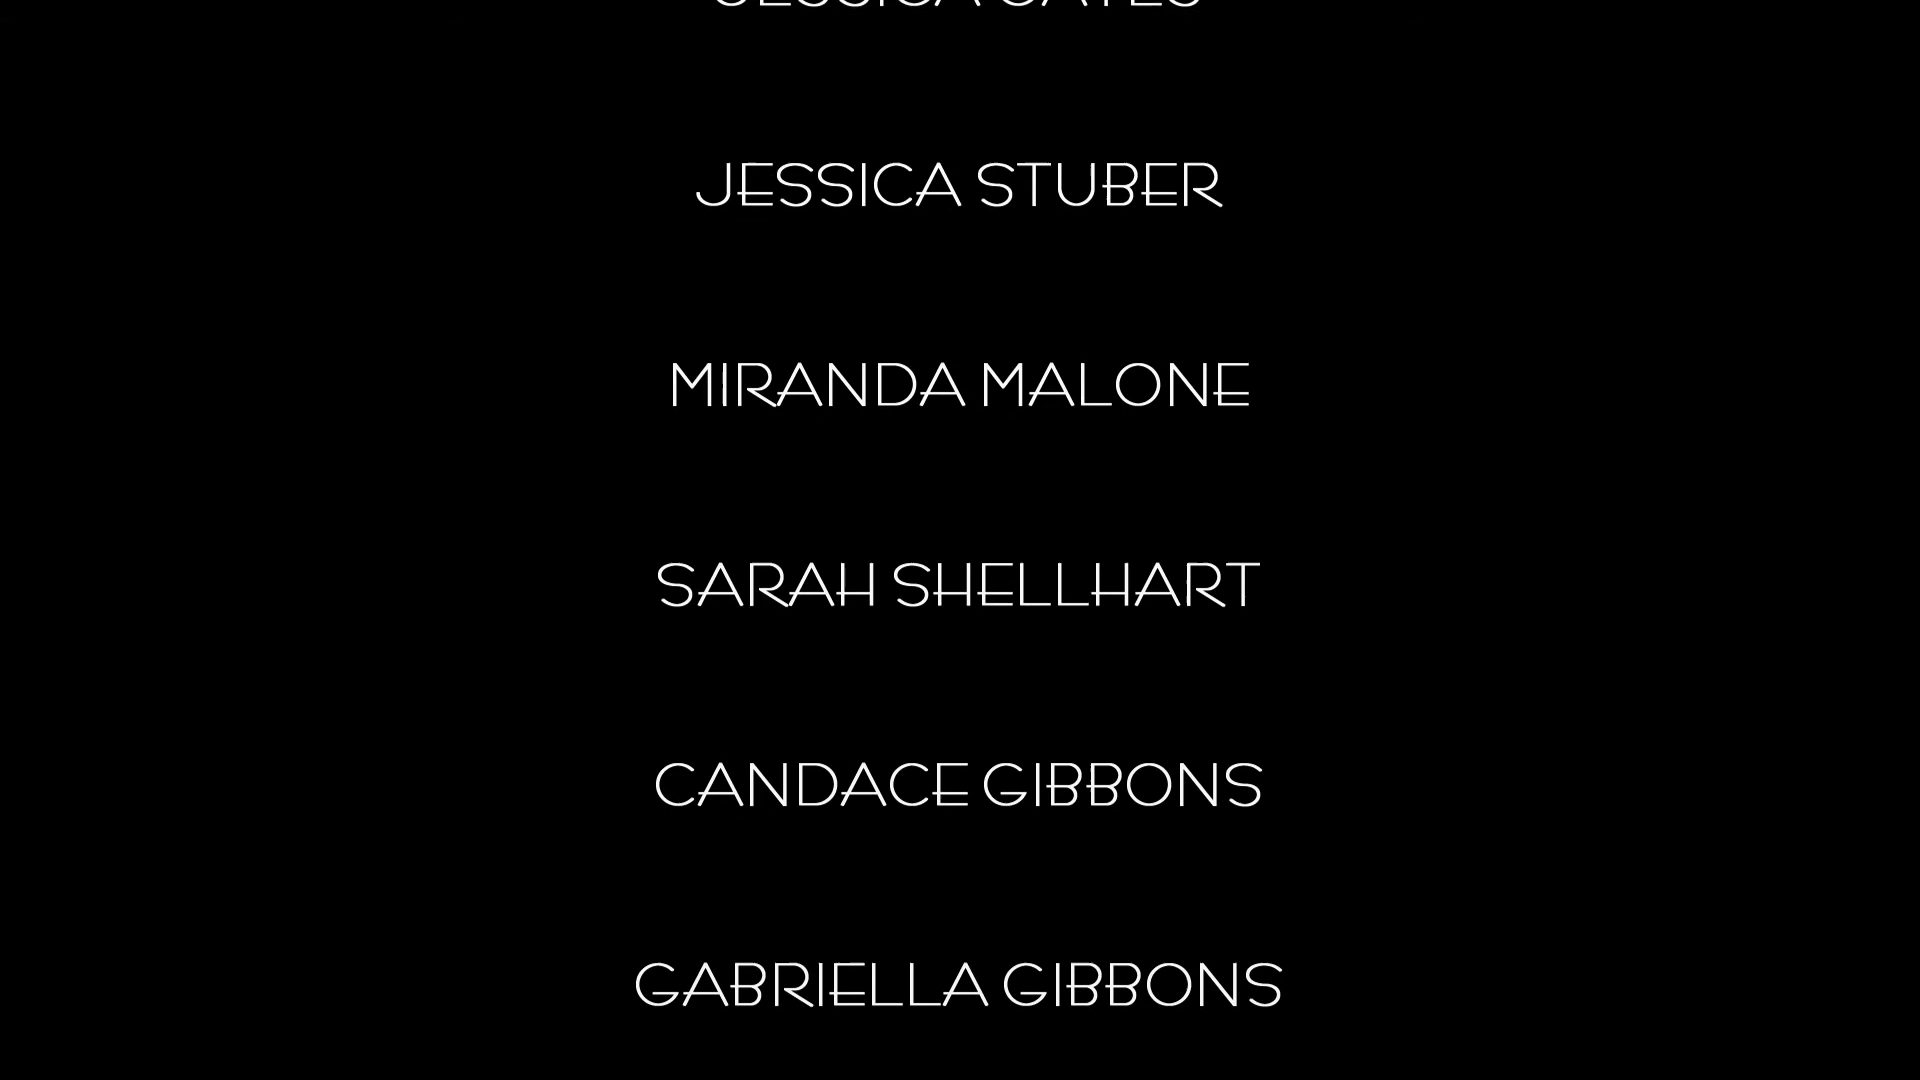 JESSICA STUBER
MIRANDA MALONE
SARAH SHELLHART
CANDACE GIBBONS
GABRIELLA GIBBONS